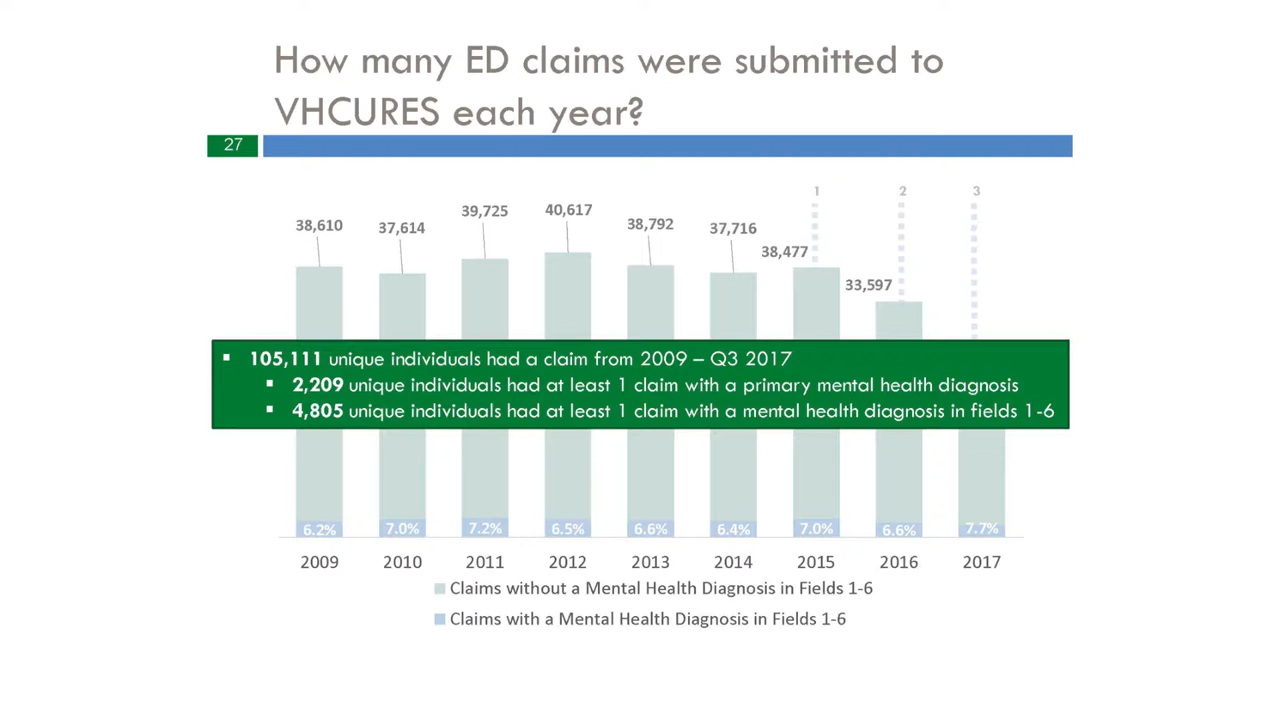 How many ED claims were submitted to
VHCURES each year?
27
1
2
3
38,610
37,614
39,725
40,617
38,792
37,716
38,477
33,597
▪ 105,111 unique individuals had a claim from 2009 – Q3 2017
▪ 2,209 unique individuals had at least 1 claim with a primary mental health diagnosis
▪ 4,805 unique individuals had at least 1 claim with a mental health diagnosis in fields 1-6
6.2% 7.0% 7.2% 6.5% 6.6% 6.4% 7.0% 6.6% 7.7%
2009 2010 2011 2012 2013 2014 2015 2016 2017
Claims without a Mental Health Diagnosis in Fields 1-6
Claims with a Mental Health Diagnosis in Fields 1-6